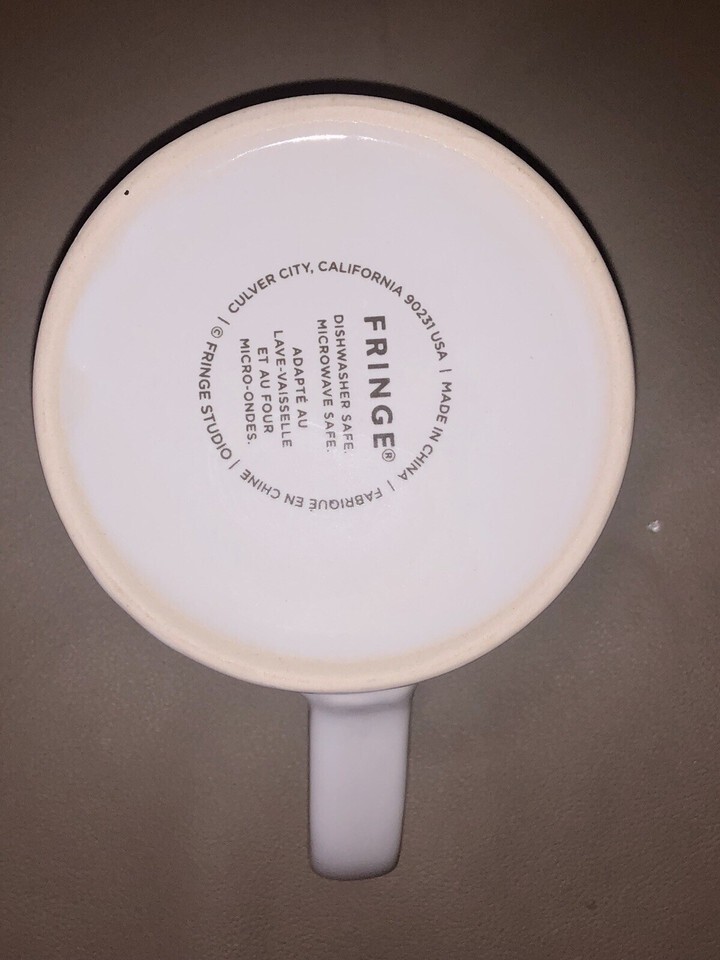 FRINGE®
DISHWASHER SAFE.
MICROWAVE SAFE.
ADAPTÉ AU
LAVE-VAISSELLE
ET AU FOUR
MICRO-ONDES.
© FRINGE STUDIO | CULVER CITY, CALIFORNIA 90231 USA | MADE IN CHINA | FABRIQUÉ EN CHINE |